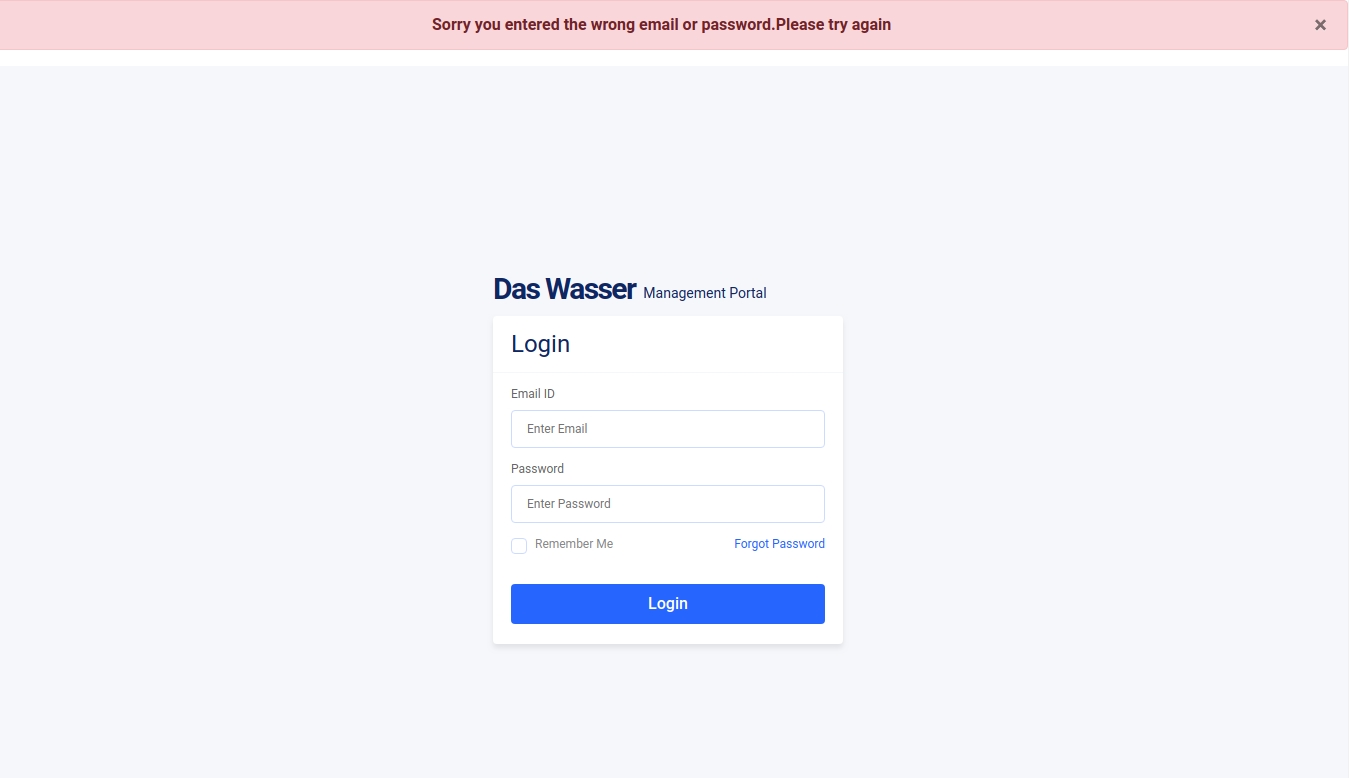 Sorry you entered the wrong email or password.Please try again ×
Das Wasser Management Portal
Login
Email ID
Enter Email
Password
Enter Password
Remember Me Forgot Password
Login